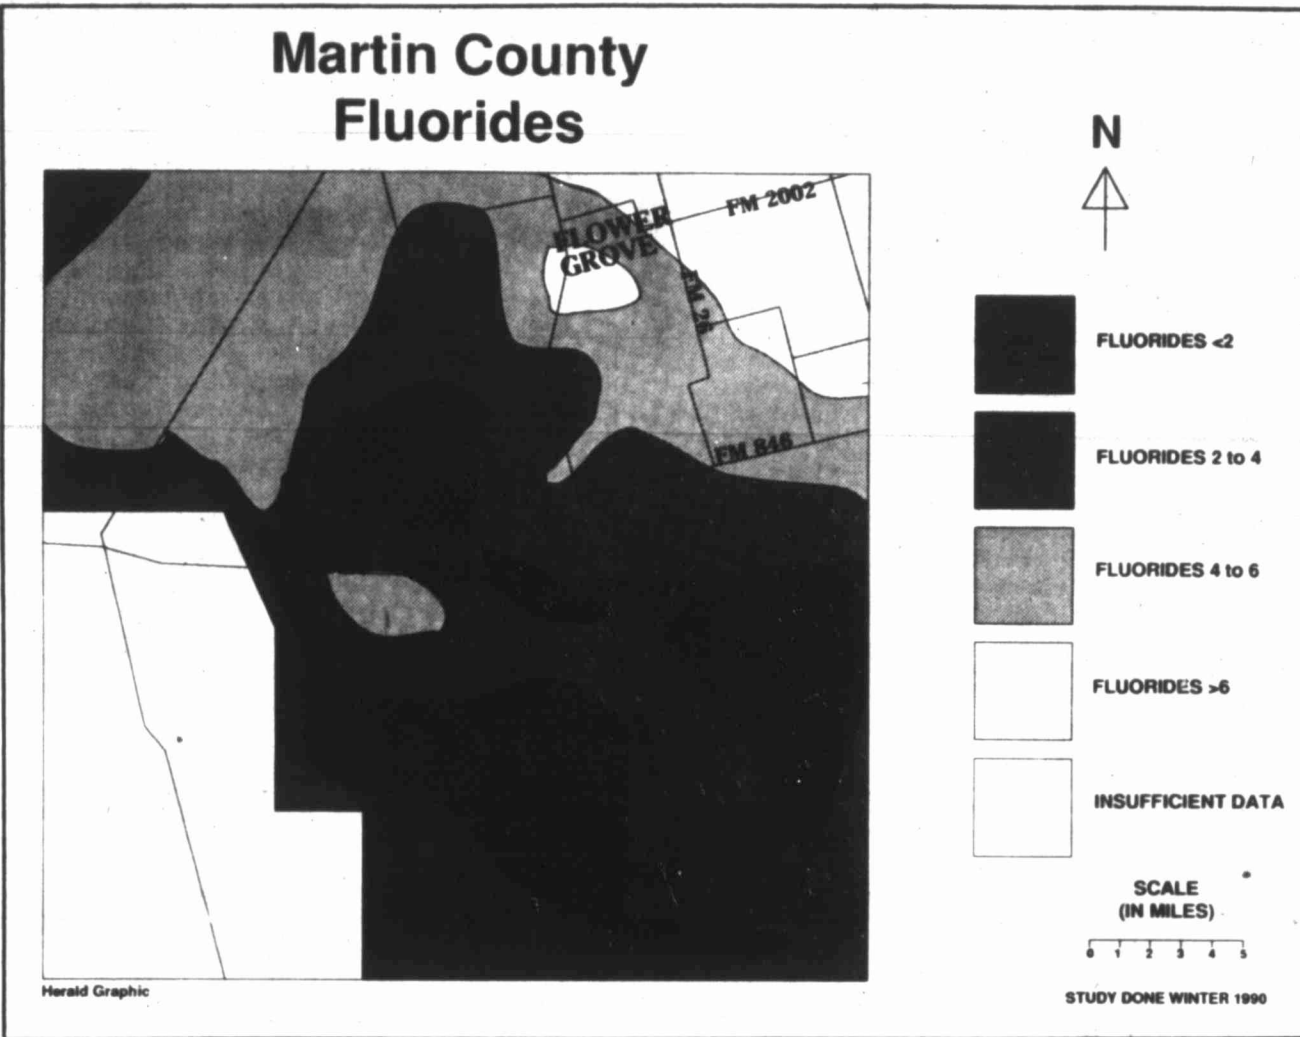 Martin County
Fluorides
N
FLOWER
GROVE
FM 2002
FM 26
FM 846
FLUORIDES <2
FLUORIDES 2 to 4
FLUORIDES 4 to 6
FLUORIDES >6
INSUFFICIENT DATA
SCALE
(IN MILES)
0 1 2 3 4 5
Herald Graphic
STUDY DONE WINTER 1990